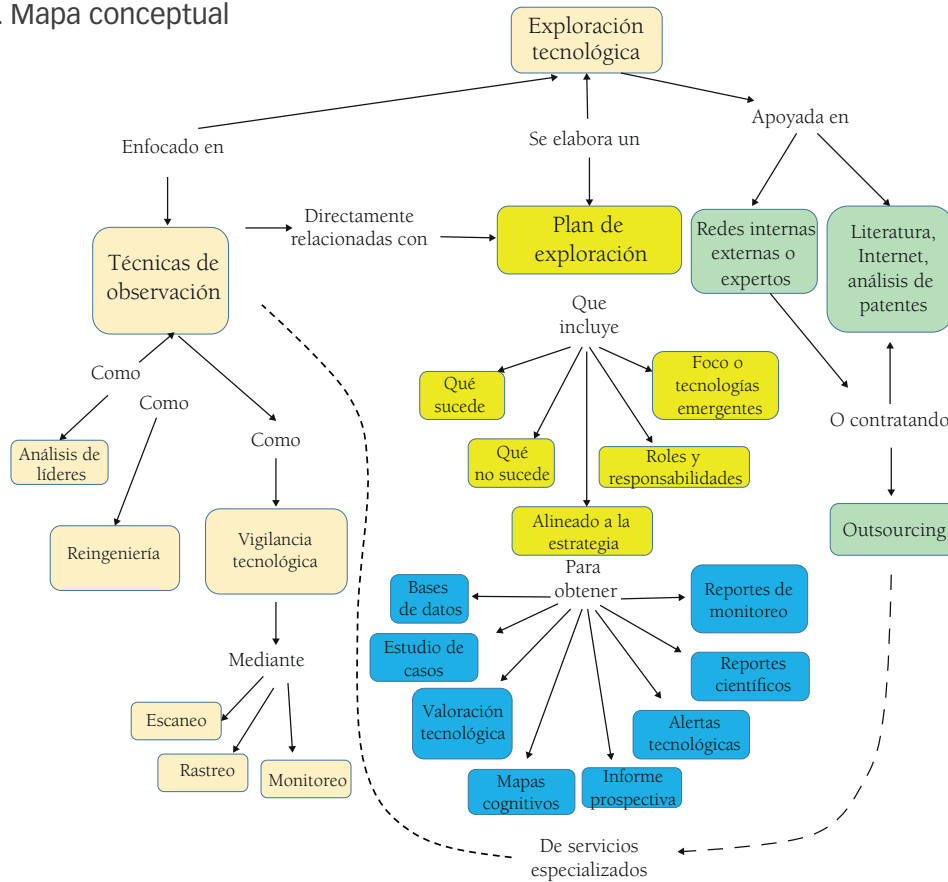 . Mapa conceptual
Exploración
tecnológica
Enfocado en
Se elabora un
Apoyada en
Técnicas de
observación
Directamente
relacionadas con
Plan de
exploración
Redes internas
externas o
expertos
Literatura,
Internet,
análisis de
patentes
Que
incluye
Como
Como
Como
Análisis de
líderes
Reingeniería
Vigilancia
tecnológica
Qué
sucede
Qué
no sucede
Foco o
tecnologías
emergentes
Roles y
responsabilidades
Alineado a la
estrategia
O contratando
Outsourcing
Para
obtener
Bases
de datos
Estudio de
casos
Valoración
tecnológica
Mapas
cognitivos
Informe
prospectiva
Alertas
tecnológicas
Reportes
científicos
Reportes de
monitoreo
Mediante
Escaneo
Rastreo
Monitoreo
De servicios
especializados